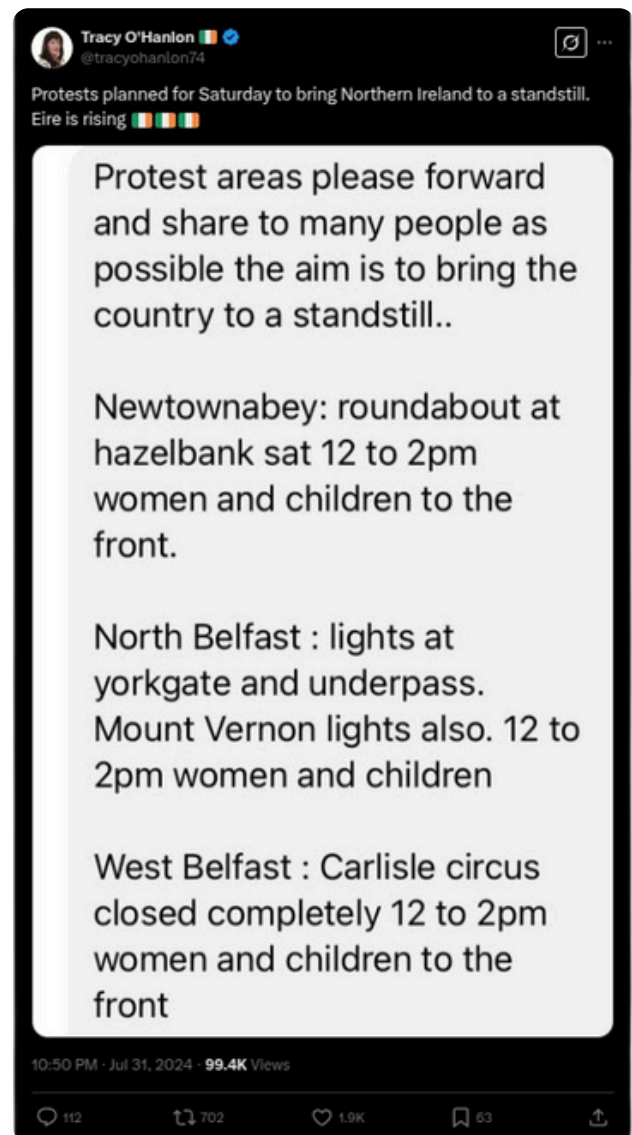 Tracy O'Hanlon 🇮🇪
@tracyohanlon74
Protests planned for Saturday to bring Northern Ireland to a standstill.
Eire is rising 🇮🇪🇮🇪🇮🇪
Protest areas please forward
and share to many people as
possible the aim is to bring the
country to a standstill..
Newtownabey: roundabout at
hazelbank sat 12 to 2pm
women and children to the
front.
North Belfast : lights at
yorkgate and underpass.
Mount Vernon lights also. 12 to
2pm women and children
West Belfast : Carlisle circus
closed completely 12 to 2pm
women and children to the
front
10:50 PM · Jul 31, 2024 · 99.4K Views
112 702 1.9K 63